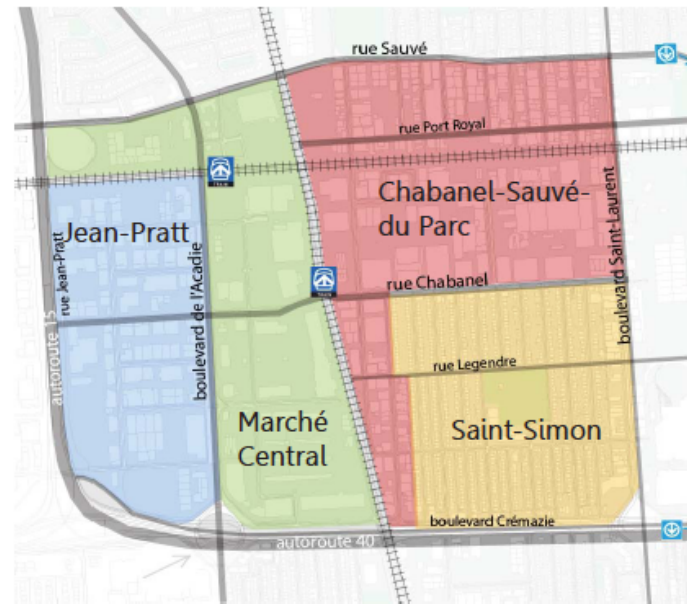 rue Sauvé
rue Port Royal
Chabanel-Sauvé-
du Parc
Jean-Pratt
rue Jean-Pratt
boulevard de l'Acadie
boulevard Saint-Laurent
rue Chabanel
autoroute 15
rue Legendre
Marché
Central
Saint-Simon
boulevard Crémazie
autoroute 40